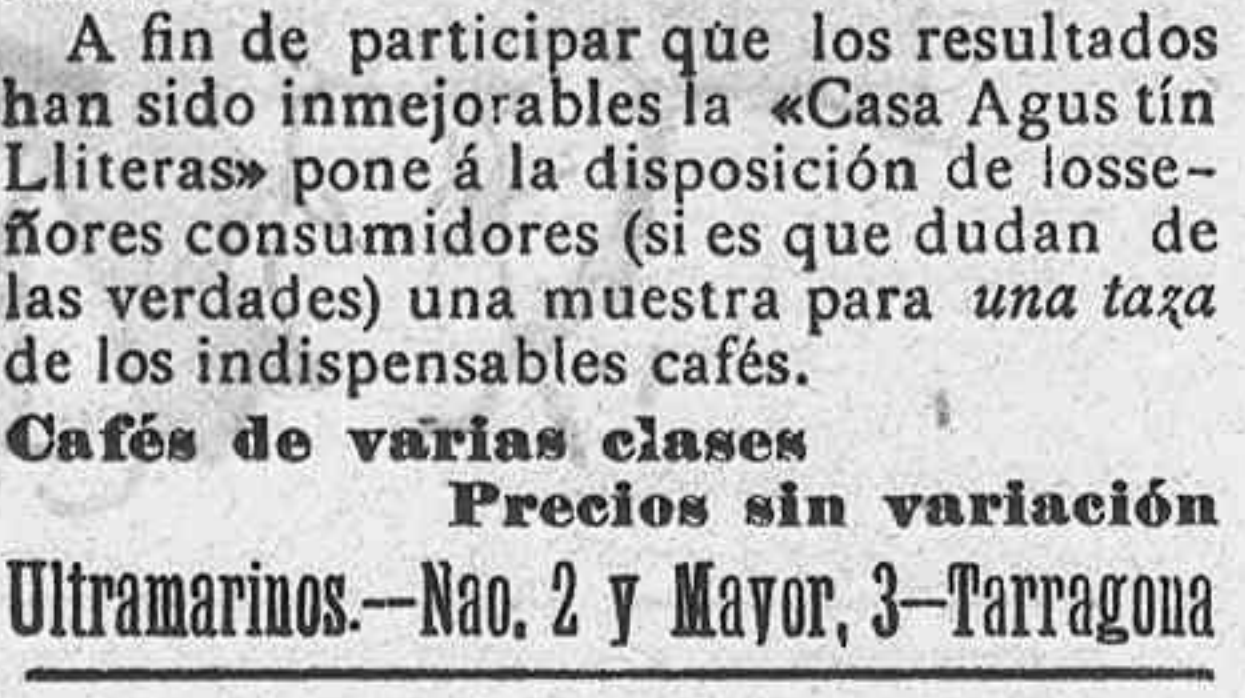 A fin de participar que los resultados
han sido inmejorables la «Casa Agus tín
Lliteras» pone á la disposición de losse-
ñores consumidores (si es que dudan de
las verdades) una muestra para una taza
de los indispensables cafés.
Cafés de varias clases
Precios sin variación
Ultramarinos.--Nao, 2 y Mayor, 3—Tarragona